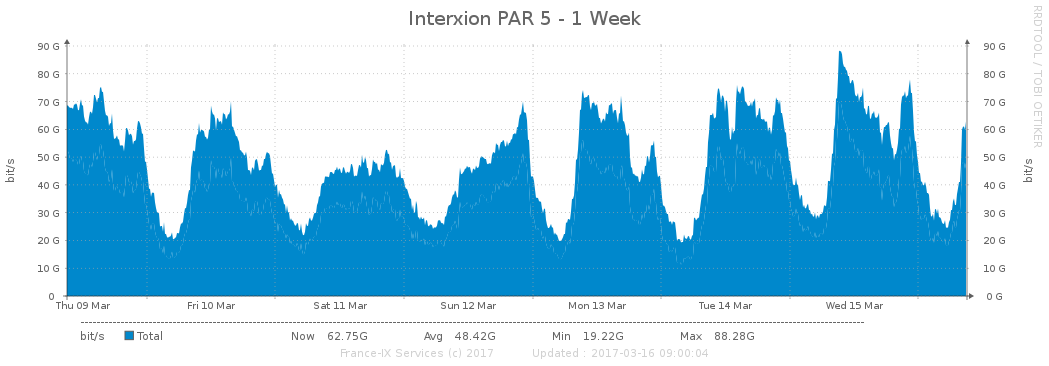 Interxion PAR 5 - 1 Week
RRDTOOL / TOBI OETIKER
90 G 90 G
80 G 80 G
70 G 70 G
60 G 60 G
50 G 50 G
40 G 40 G
30 G 30 G
20 G 20 G
10 G 10 G
0 0 G
bit/s
bit/s
Thu 09 Mar Fri 10 Mar Sat 11 Mar Sun 12 Mar Mon 13 Mar Tue 14 Mar Wed 15 Mar
bit/s Total Now 62.75G Avg 48.42G Min 19.22G Max 88.28G
France-IX Services (c) 2017 Updated : 2017-03-16 09:00:04